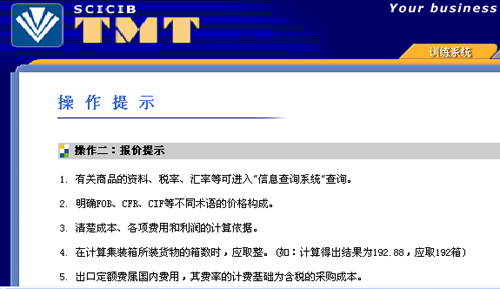 SCICIB
TMT
Your business
训练系统
操作提示
操作二：报价提示
1. 有关商品的资料、税率、汇率等可进入"信息查询系统"查询。
2. 明确FOB、CFR、CIF等不同术语的价格构成。
3. 清楚成本、各项费用和利润的计算依据。
4. 在计算集装箱所装货物的箱数时，应取整。(如：计算得出结果为192.88，应取192箱)
5. 出口定额费属国内费用，其费率的计费基础为含税的采购成本。